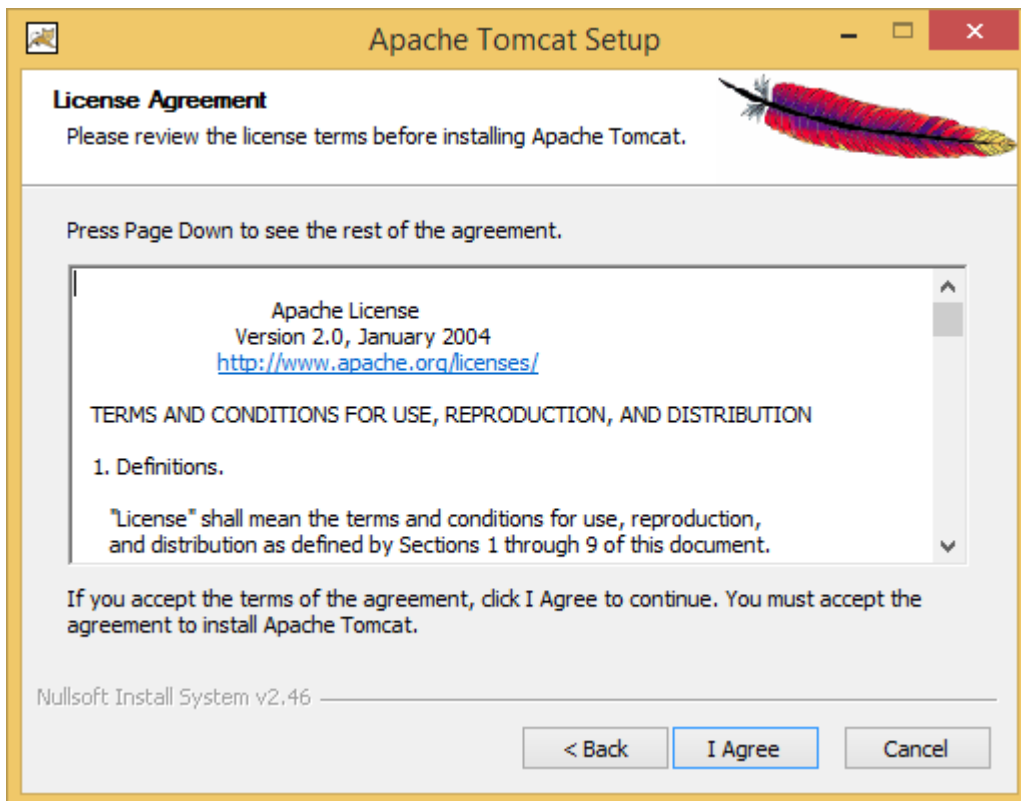 Apache Tomcat Setup
License Agreement
Please review the license terms before installing Apache Tomcat.
Press Page Down to see the rest of the agreement.
Apache License
Version 2.0, January 2004
http://www.apache.org/licenses/
TERMS AND CONDITIONS FOR USE, REPRODUCTION, AND DISTRIBUTION
1. Definitions.
"License" shall mean the terms and conditions for use, reproduction,
and distribution as defined by Sections 1 through 9 of this document.
If you accept the terms of the agreement, click I Agree to continue. You must accept the
agreement to install Apache Tomcat.
Nullsoft Install System v2.46
< Back
I Agree
Cancel